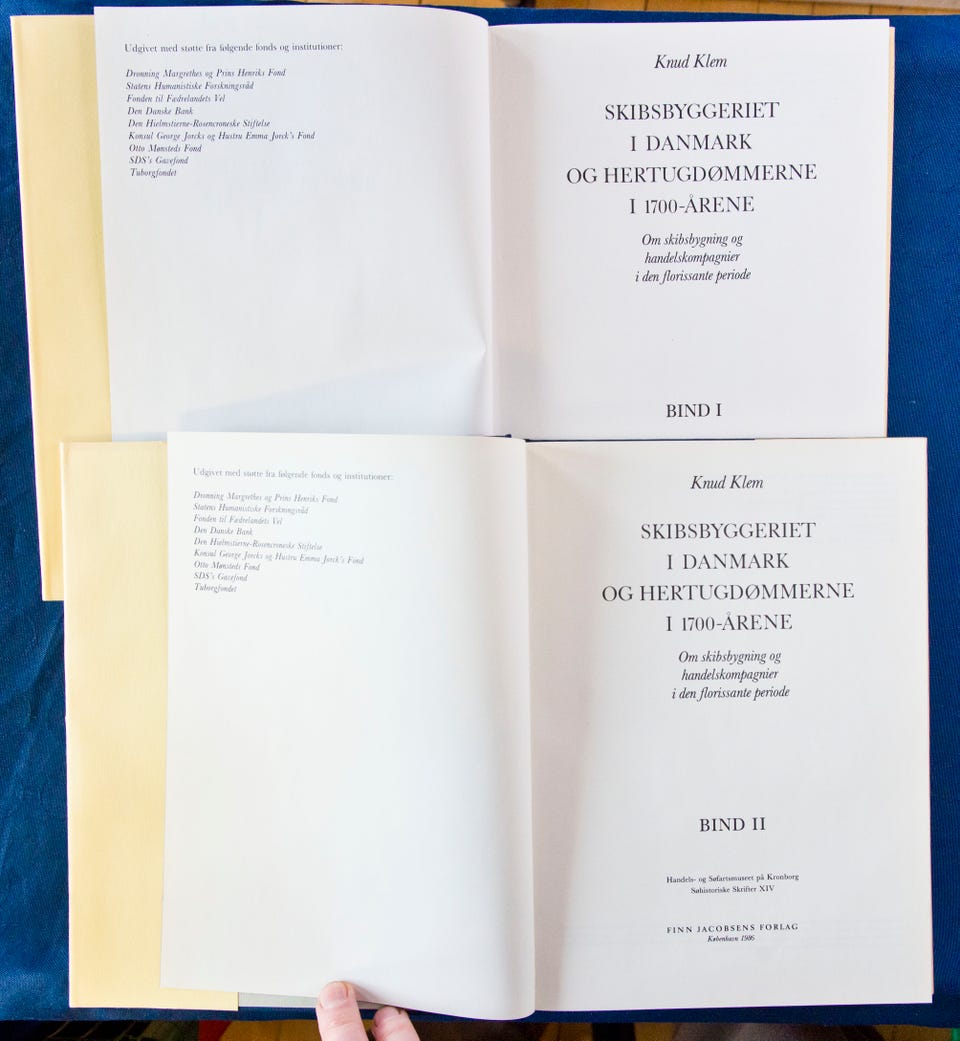 Udgivet med støtte fra følgende fonds og institutioner:
Dronning Margrethes og Prins Henriks Fond
Statens Humanistiske Forskningsråd
Fonden til Fædrelandets Vel
Den Danske Bank
Den Hielmstierne-Rosencroneske Stiftelse
Konsul George Jorcks og Hustru Emma Jorck's Fond
Otto Mønsteds Fond
SDS's Gavefond
Tuborgfondet
Knud Klem
SKIBSBYGGERIET
I DANMARK
OG HERTUGDØMMERNE
I 1700-ÅRENE
Om skibsbygning og
handelskompagnier
i den florissante periode
BIND I
Udgivet med støtte fra følgende fonds og institutioner:
Dronning Margrethes og Prins Henriks Fond
Statens Humanistiske Forskningsråd
Fonden til Fædrelandets Vel
Den Danske Bank
Den Hielmstierne-Rosencroneske Stiftelse
Konsul George Jorcks og Hustru Emma Jorck's Fond
Otto Mønsteds Fond
SDS's Gavefond
Tuborgfondet
Knud Klem
SKIBSBYGGERIET
I DANMARK
OG HERTUGDØMMERNE
I 1700-ÅRENE
Om skibsbygning og
handelskompagnier
i den florissante periode
BIND II
Handels- og Søfartsmuseet på Kronborg
Søhistoriske Skrifter XIV
FINN JACOBSENS FORLAG
København 1986